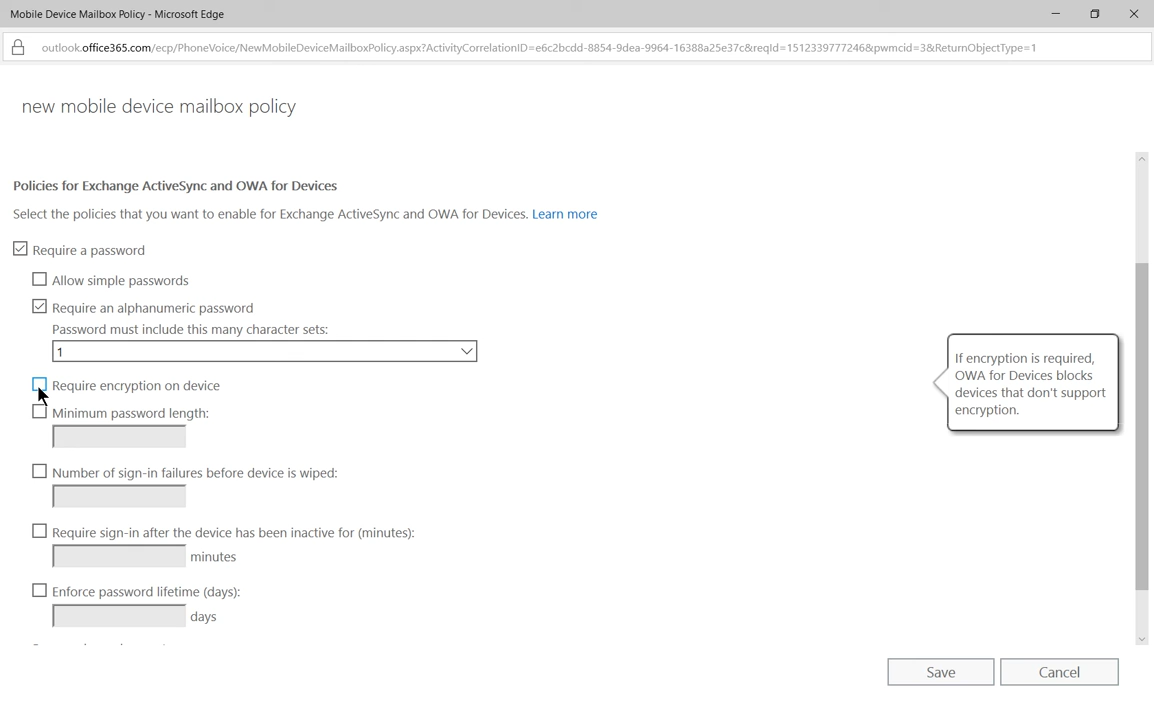 Mobile Device Mailbox Policy - Microsoft Edge
outlook.office365.com/ecp/PhoneVoice/NewMobileDeviceMailboxPolicy.aspx?ActivityCorrelationID=e6c2bcdd-8854-9dea-9964-16388a25e37c&reqId=1512339777246&pwmcid=3&ReturnObjectType=1
new mobile device mailbox policy
Policies for Exchange ActiveSync and OWA for Devices
Select the policies that you want to enable for Exchange ActiveSync and OWA for Devices. Learn more
Require a password
Allow simple passwords
Require an alphanumeric password
Password must include this many character sets:
1
Require encryption on device
If encryption is required,
OWA for Devices blocks
devices that don't support
encryption.
Minimum password length:
Number of sign-in failures before device is wiped:
Require sign-in after the device has been inactive for (minutes):
minutes
Enforce password lifetime (days):
days
Save
Cancel